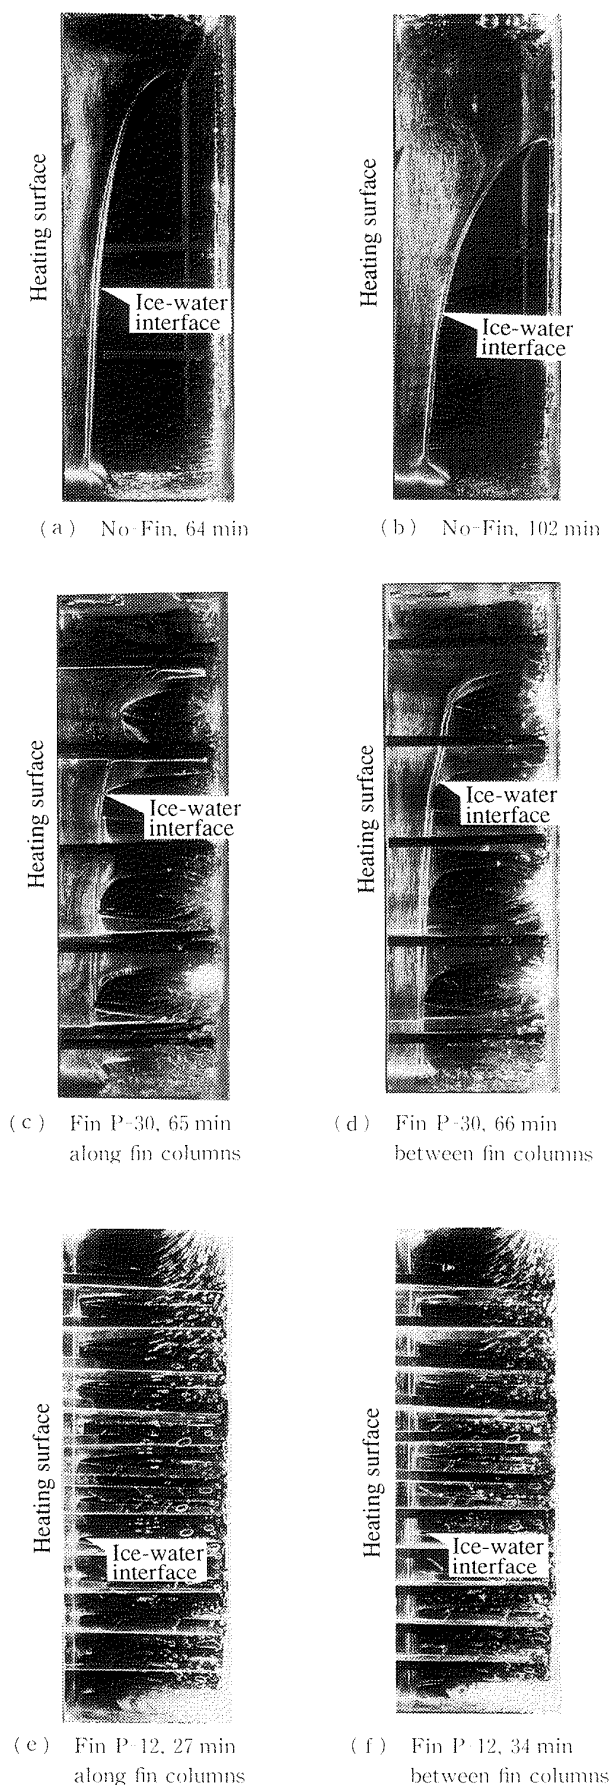 Heating surface
Ice-water
interface
(a) No-Fin, 64 min
Heating surface
Ice-water
interface
(b) No-Fin, 102 min
Heating surface
Ice-water
interface
(c) Fin P-30, 65 min
along fin columns
Heating surface
Ice-water
interface
(d) Fin P-30, 66 min
between fin columns
Heating surface
Ice-water
interface
(e) Fin P-12, 27 min
along fin columns
Heating surface
Ice-water
interface
(f) Fin P-12, 34 min
between fin columns